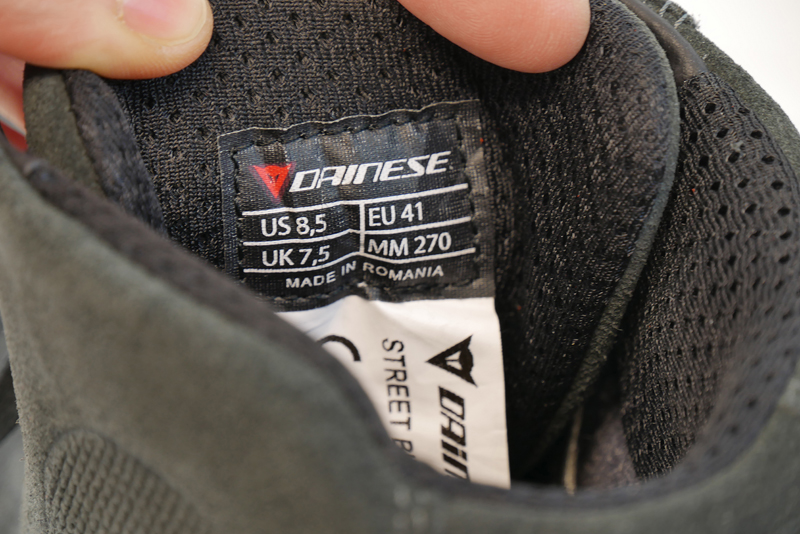 DAINESE
US 8,5 EU 41
UK 7,5 MM 270
MADE IN ROMANIA
STREET